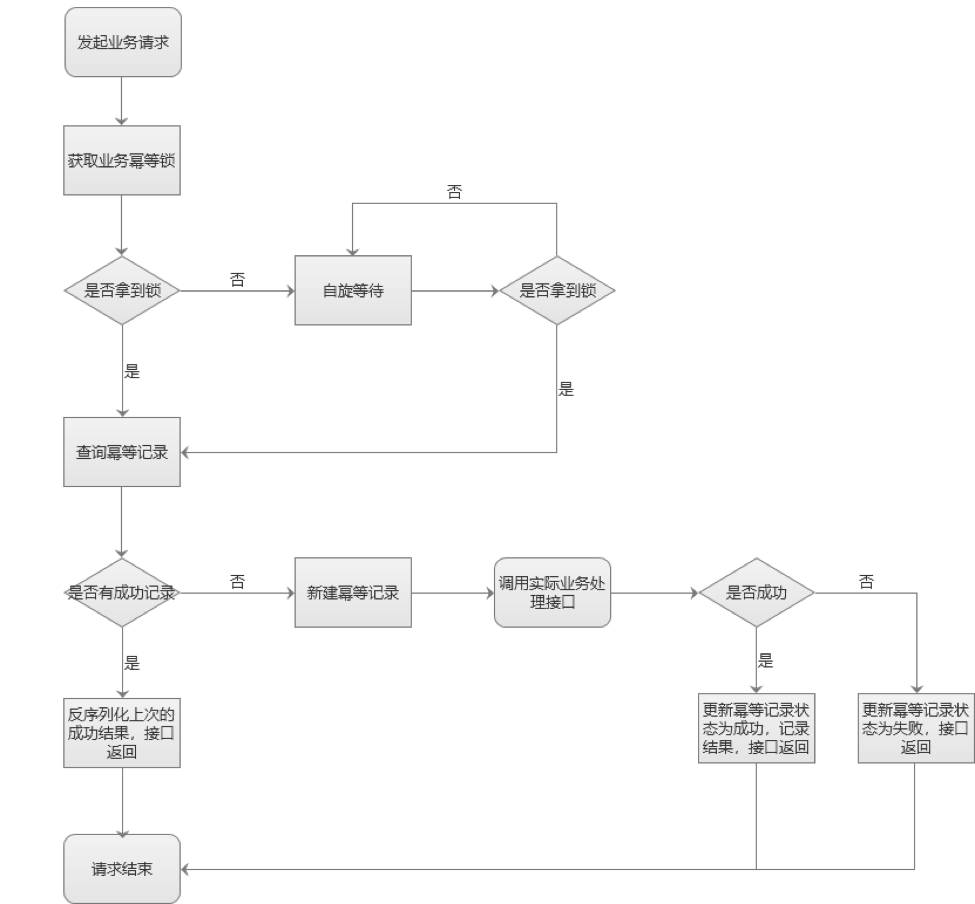 发起业务请求
获取业务幂等锁
否
是否拿到锁
否
自旋等待
是否拿到锁
是
是
查询幂等记录
是否有成功记录
否
新建幂等记录
调用实际业务处
理接口
是否成功
否
是
是
反序列化上次的
成功结果，接口
返回
更新幂等记录状
态为成功，记录
结果，接口返回
更新幂等记录状
态为失败，接口
返回
请求结束